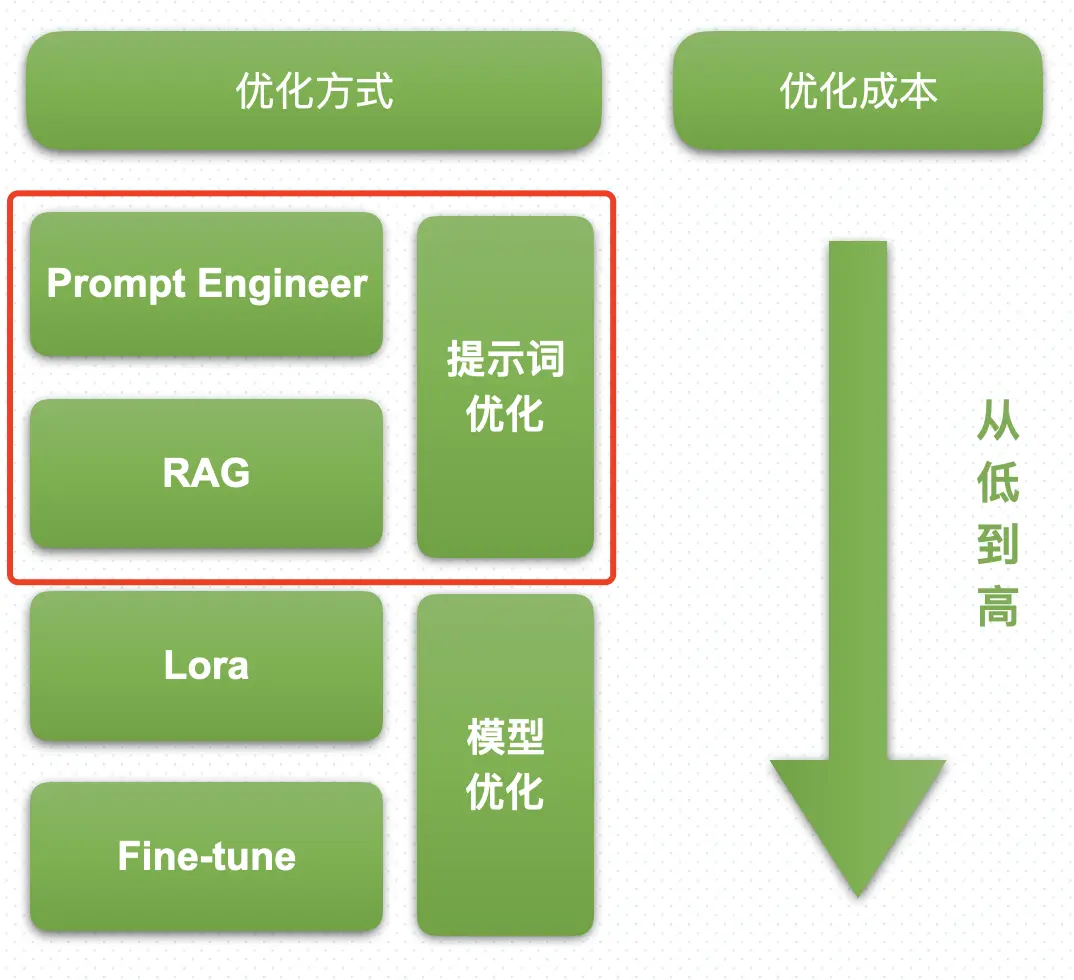 优化方式
优化成本
Prompt Engineer
提示词
优化
RAG
Lora
模型
优化
Fine-tune
从
低
到
高